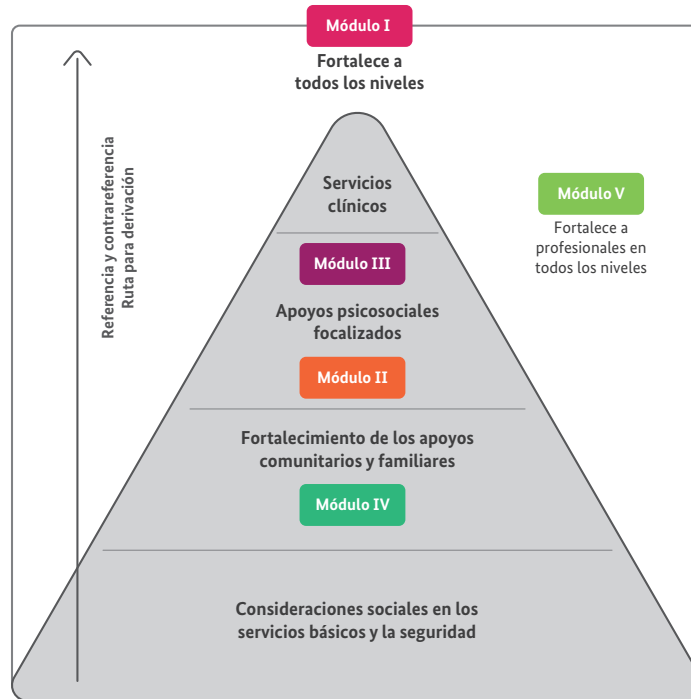 Módulo I
Fortalece a
todos los niveles
Referencia y contrareferencia
Ruta para derivación
Servicios
clínicos
Módulo V
Fortalece a
profesionales en
todos los niveles
Módulo III
Apoyos psicosociales
focalizados
Módulo II
Fortalecimiento de los apoyos
comunitarios y familiares
Módulo IV
Consideraciones sociales en los
servicios básicos y la seguridad